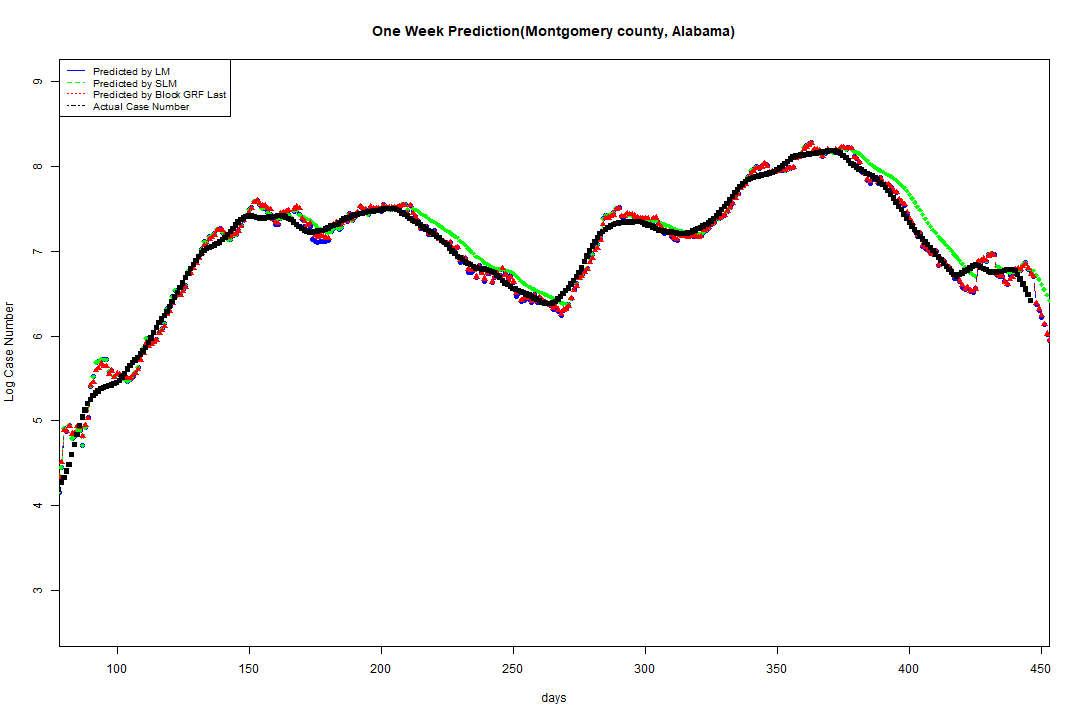 One Week Prediction(Montgomery county, Alabama)
Predicted by LM
Predicted by SLM
Predicted by Block GRF Last
Actual Case Number
9
8
7
6
5
4
3
Log Case Number
100 150 200 250 300 350 400 450
days